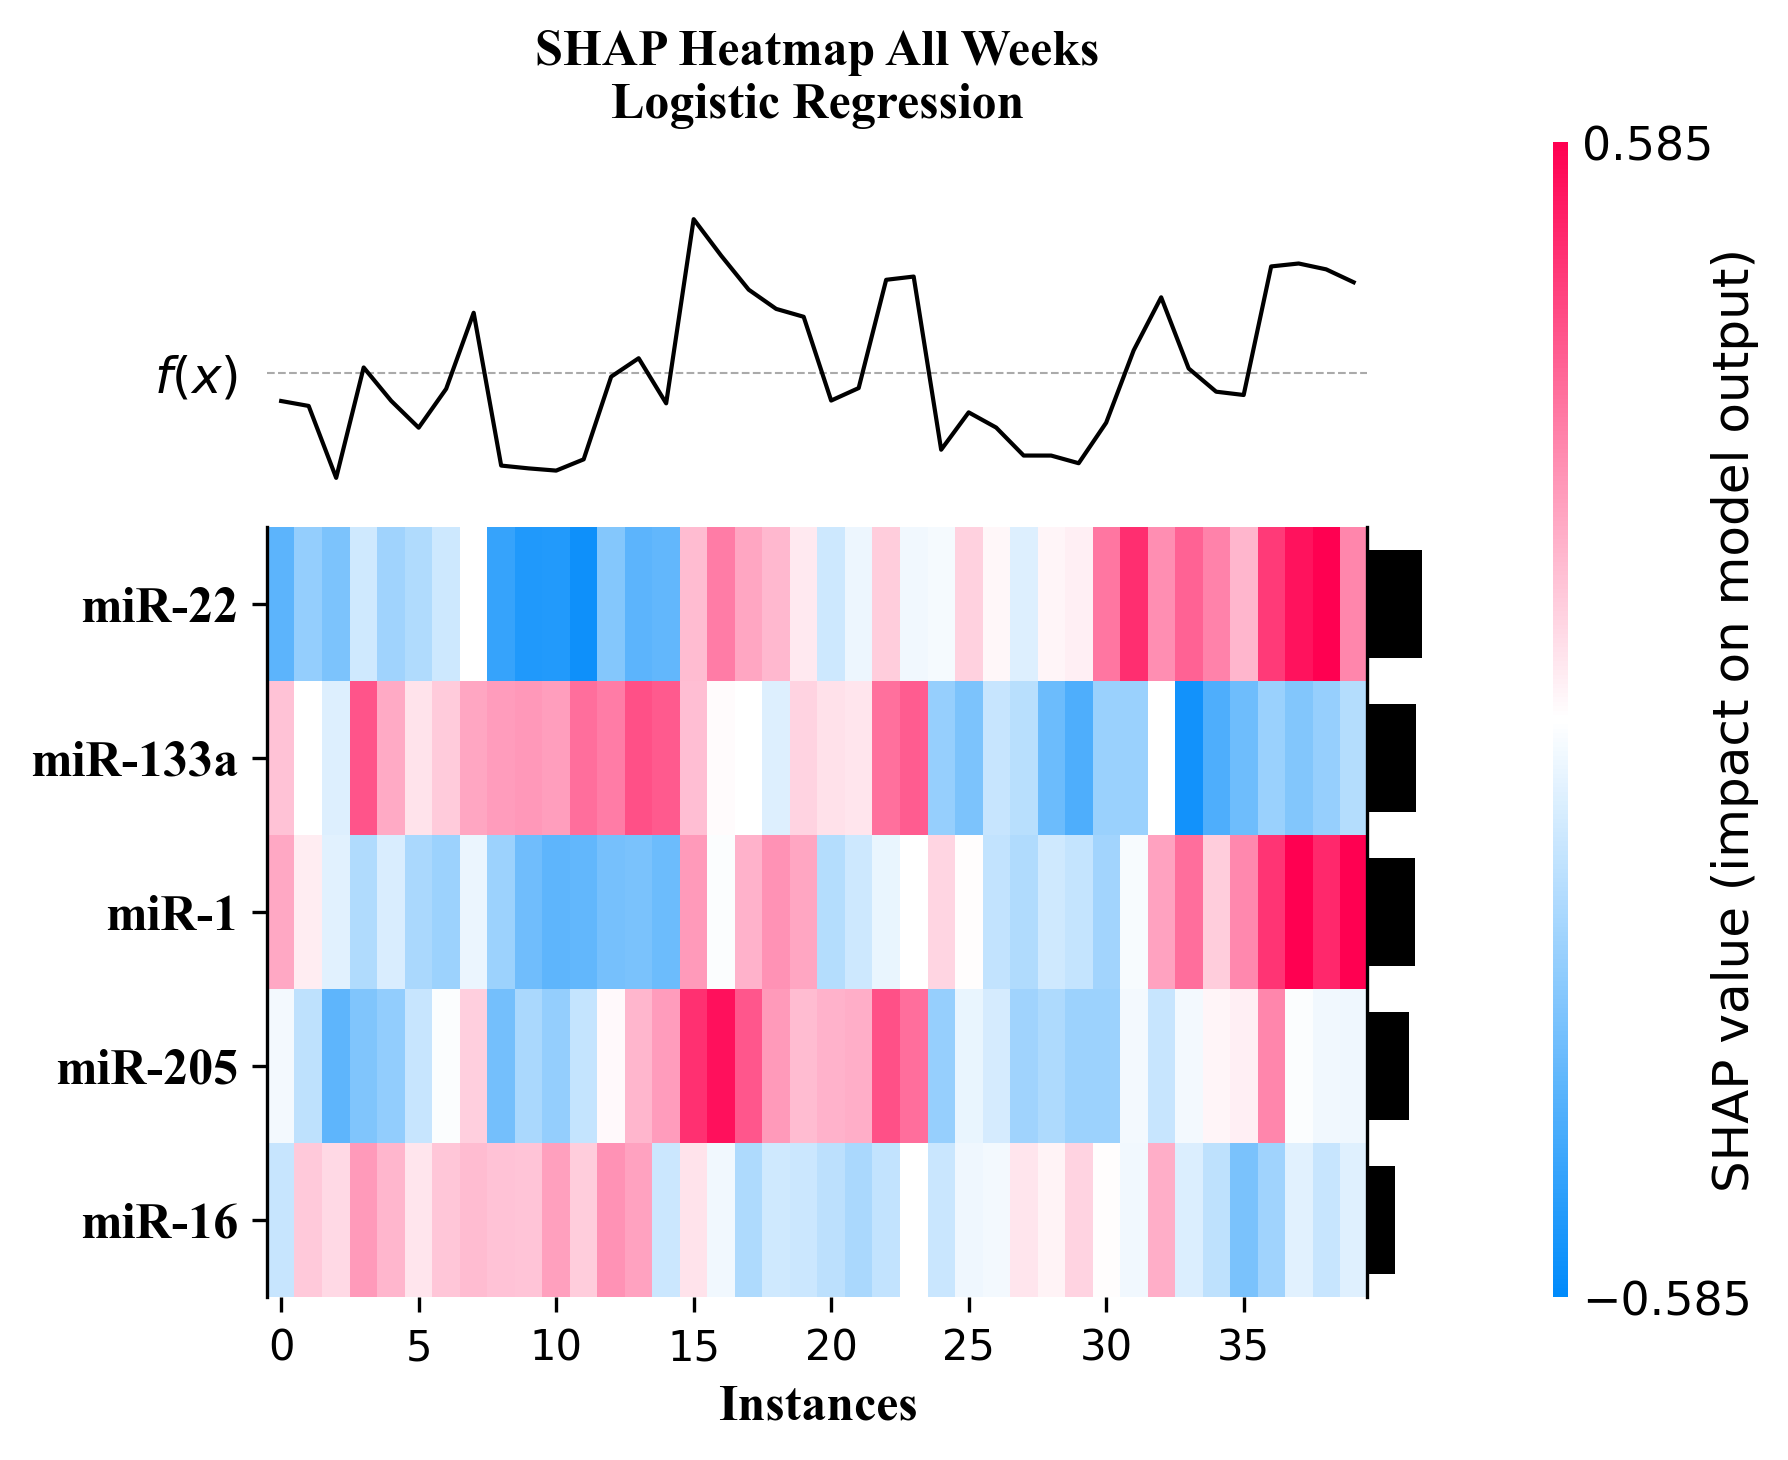 SHAP Heatmap All Weeks
Logistic Regression
0.585
f(x)
miR-22
miR-133a
miR-1
miR-205
miR-16
SHAP value (impact on model output)
−0.585
0 5 10 15 20 25 30 35
Instances